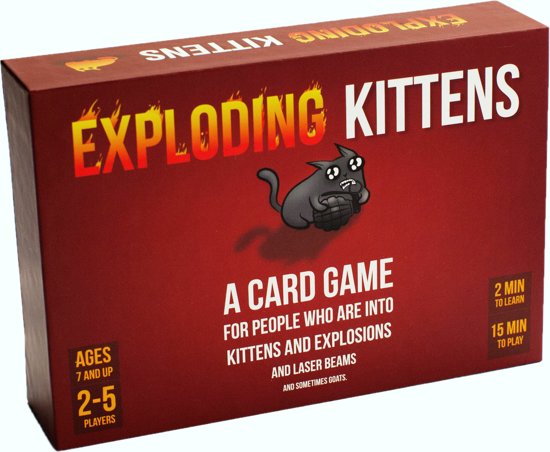 EXPLODING KITTENS
EXPLODING KITTENS
A CARD GAME
FOR PEOPLE WHO ARE INTO
KITTENS AND EXPLOSIONS
AND LASER BEAMS
AND SOMETIMES GOATS.
2 MIN
TO LEARN
15 MIN
TO PLAY
AGES
7 AND UP
2-5
PLAYERS